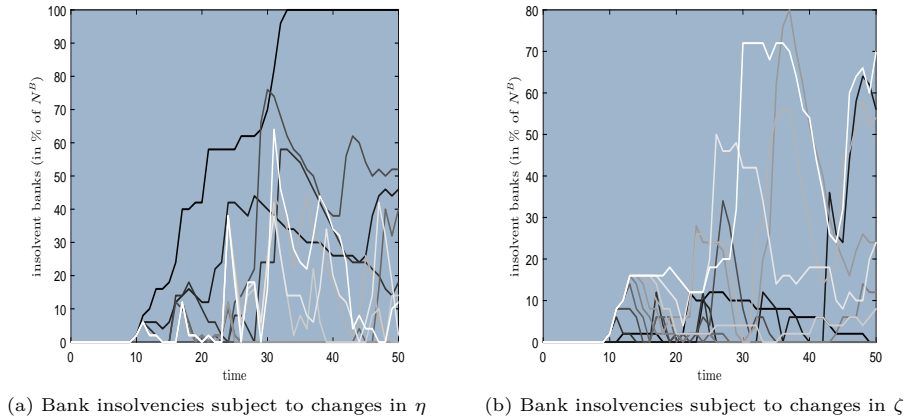 100
90
80
70
60
50
40
30
20
10
0
insolvent banks (in % of N^B)
0 10 20 30 40 50
time
80
70
60
50
40
30
20
10
0
insolvent banks (in % of N^B)
0 10 20 30 40 50
time
(a) Bank insolvencies subject to changes in η
(b) Bank insolvencies subject to changes in ζ